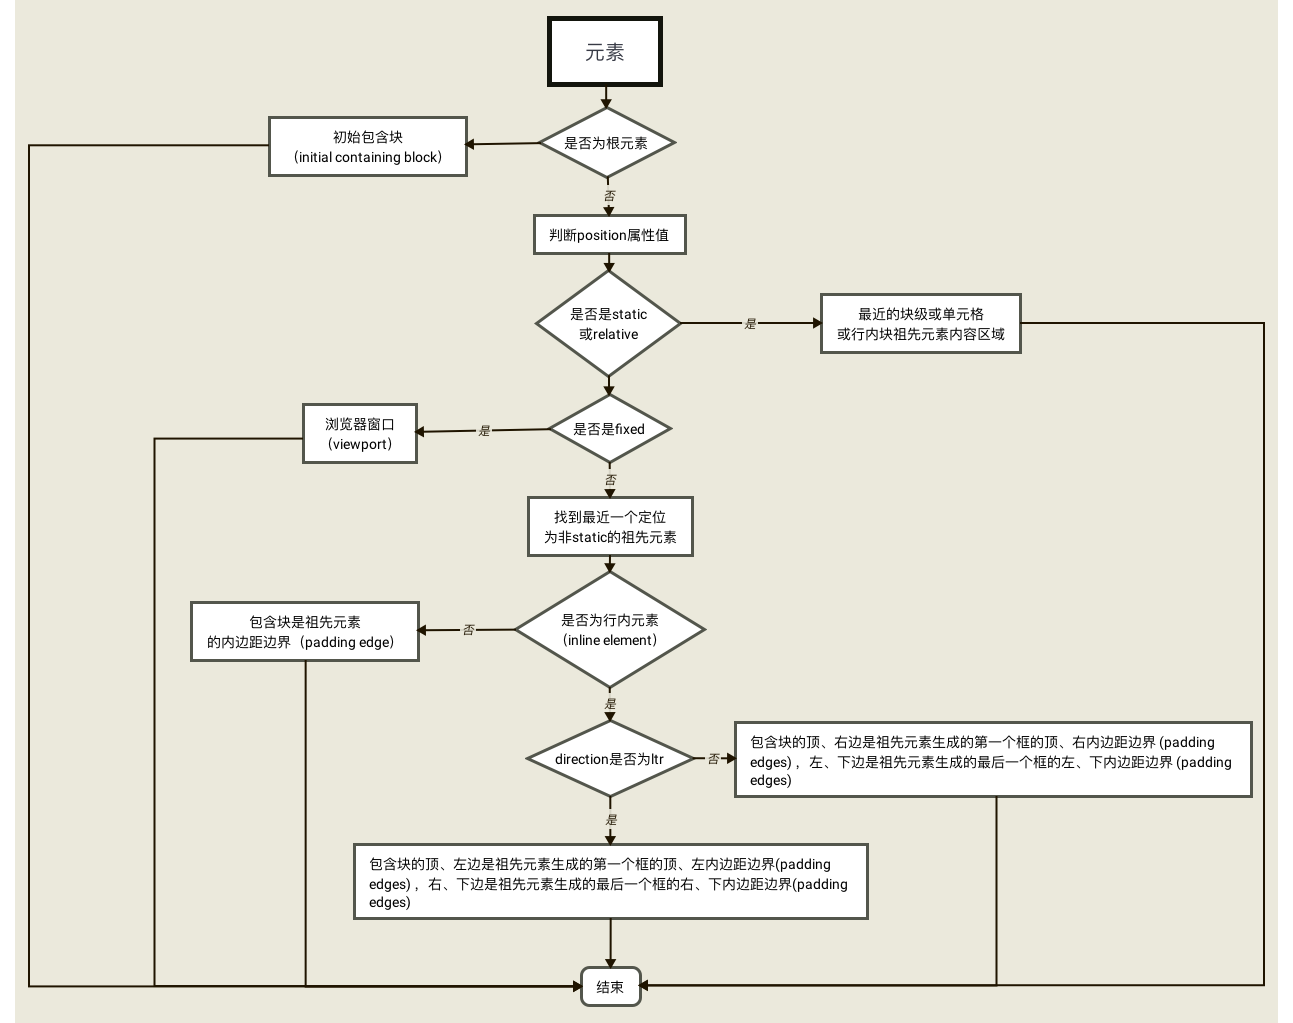 元素
是否为根元素
初始包含块
（initial containing block）
否
判断position属性值
是否是static
或relative
是
最近的块级或单元格
或行内块祖先元素内容区域
是否是fixed
是
浏览器窗口
（viewport）
否
找到最近一个定位
为非static的祖先元素
是否为行内元素
（inline element）
否
包含块是祖先元素
的内边距边界（padding edge）
是
direction是否为ltr
否
包含块的顶、右边是祖先元素生成的第一个框的顶、右内边距边界 (padding
edges) ，左、下边是祖先元素生成的最后一个框的左、下内边距边界 (padding
edges)
是
包含块的顶、左边是祖先元素生成的第一个框的顶、左内边距边界(padding
edges) ，右、下边是祖先元素生成的最后一个框的右、下内边距边界(padding
edges)
结束